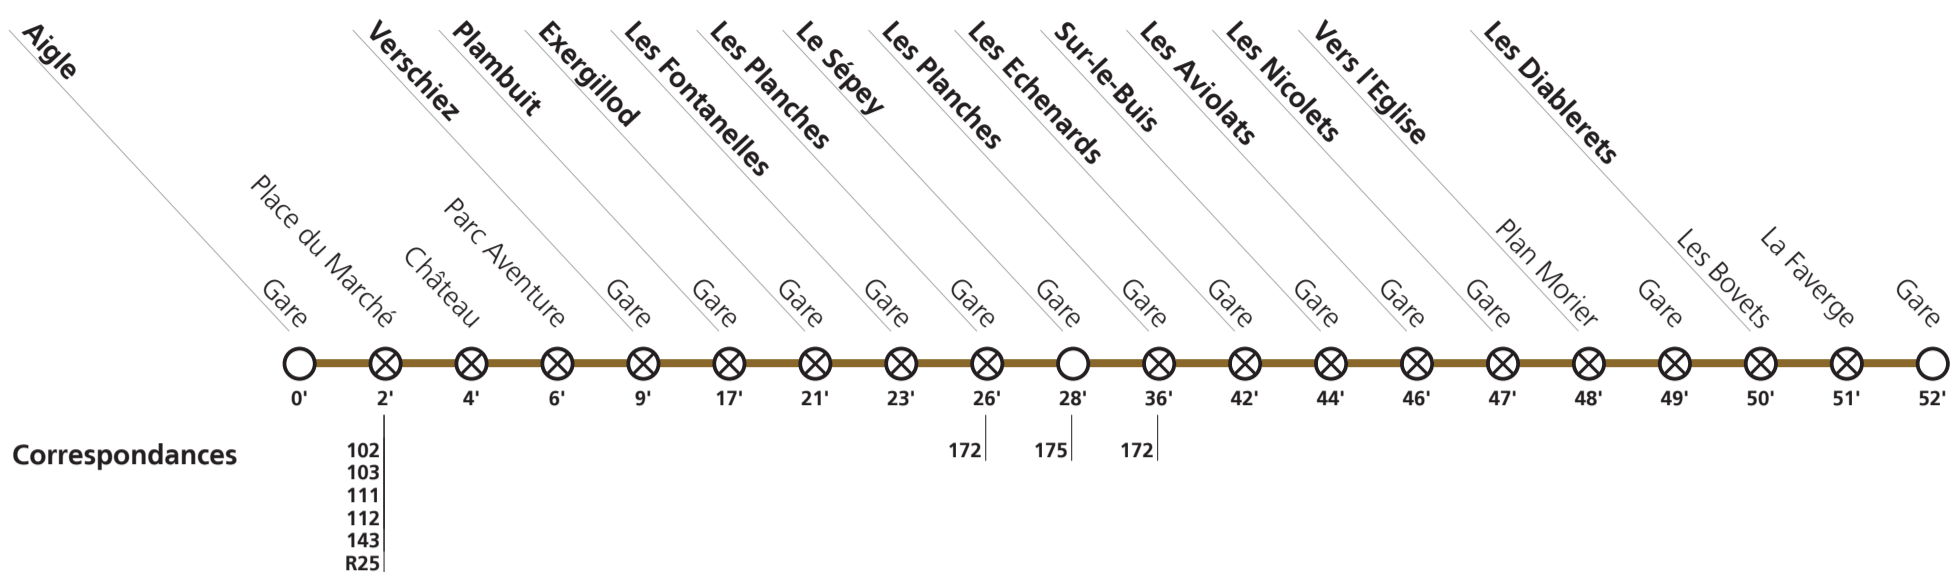 Aigle
Verschiez
Plambuit
Exergillod
Les Fontanelles
Les Planches
Le Sépey
Les Planches
Les Echenards
Sur-le-Buis
Les Aviolats
Les Nicolets
Vers l'Eglise
Les Diablerets
Gare
Place du Marché
Château
Parc Aventure
Gare
Gare
Gare
Gare
Gare
Gare
Gare
Gare
Gare
Gare
Gare
Plan Morier
Gare
Les Bovets
La Faverge
Gare
0' 2' 4' 6' 9' 17' 21' 23' 26' 28' 36' 42' 44' 46' 47' 48' 49' 50' 51' 52'
Correspondances
102
103
111
112
143
R25
172
175
172